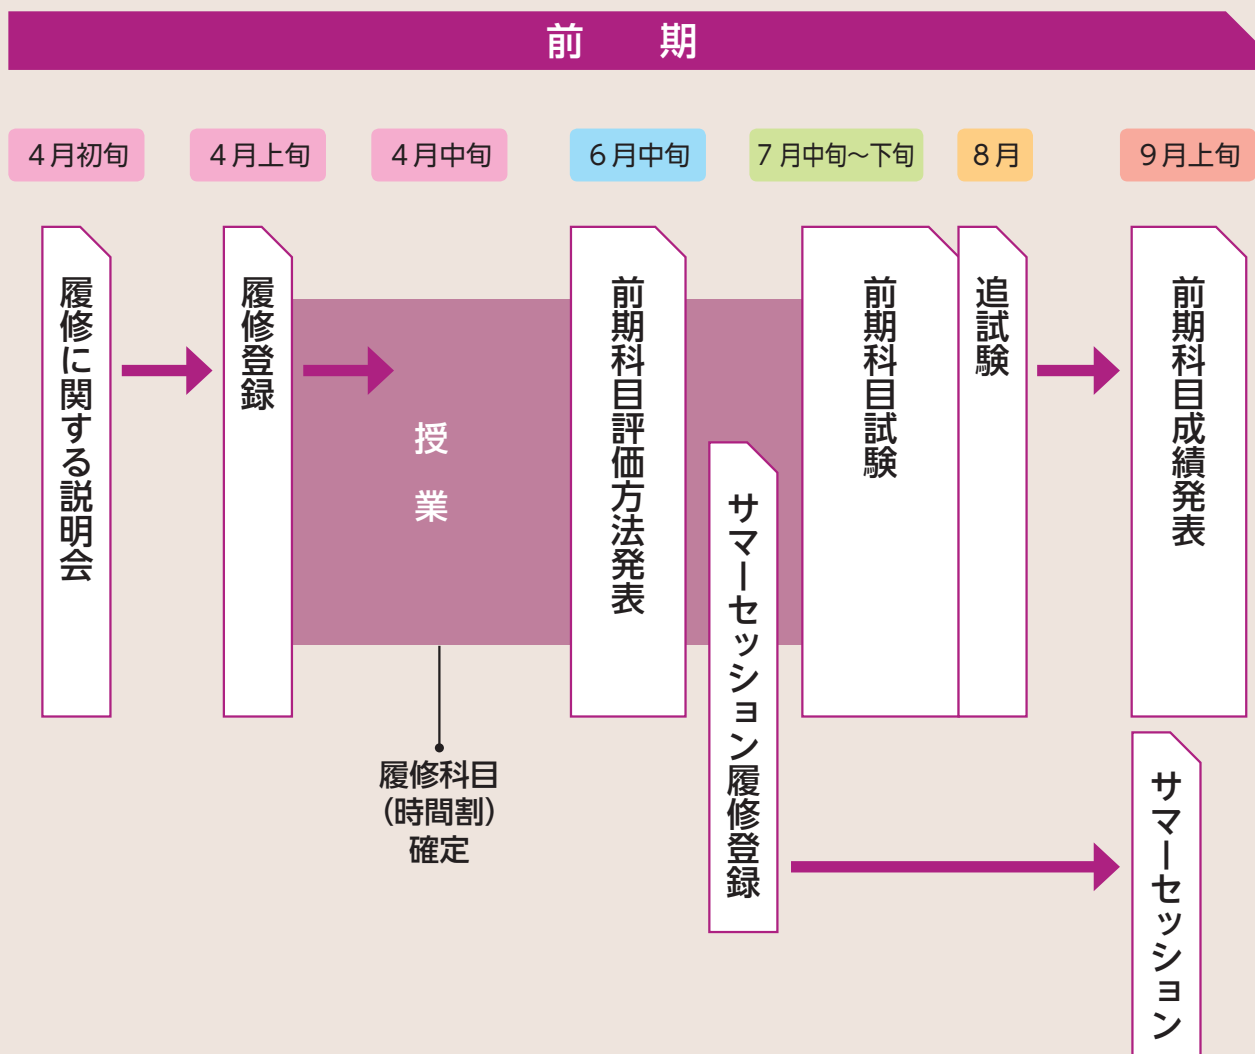 前期
4月初旬
4月上旬
4月中旬
6月中旬
7月中旬～下旬
8月
9月上旬
履修に関する説明会
履修登録
授業
履修科目
（時間割）
確定
前期科目評価方法発表
サマーセッション履修登録
前期科目試験
追試験
前期科目成績発表
サマーセッション